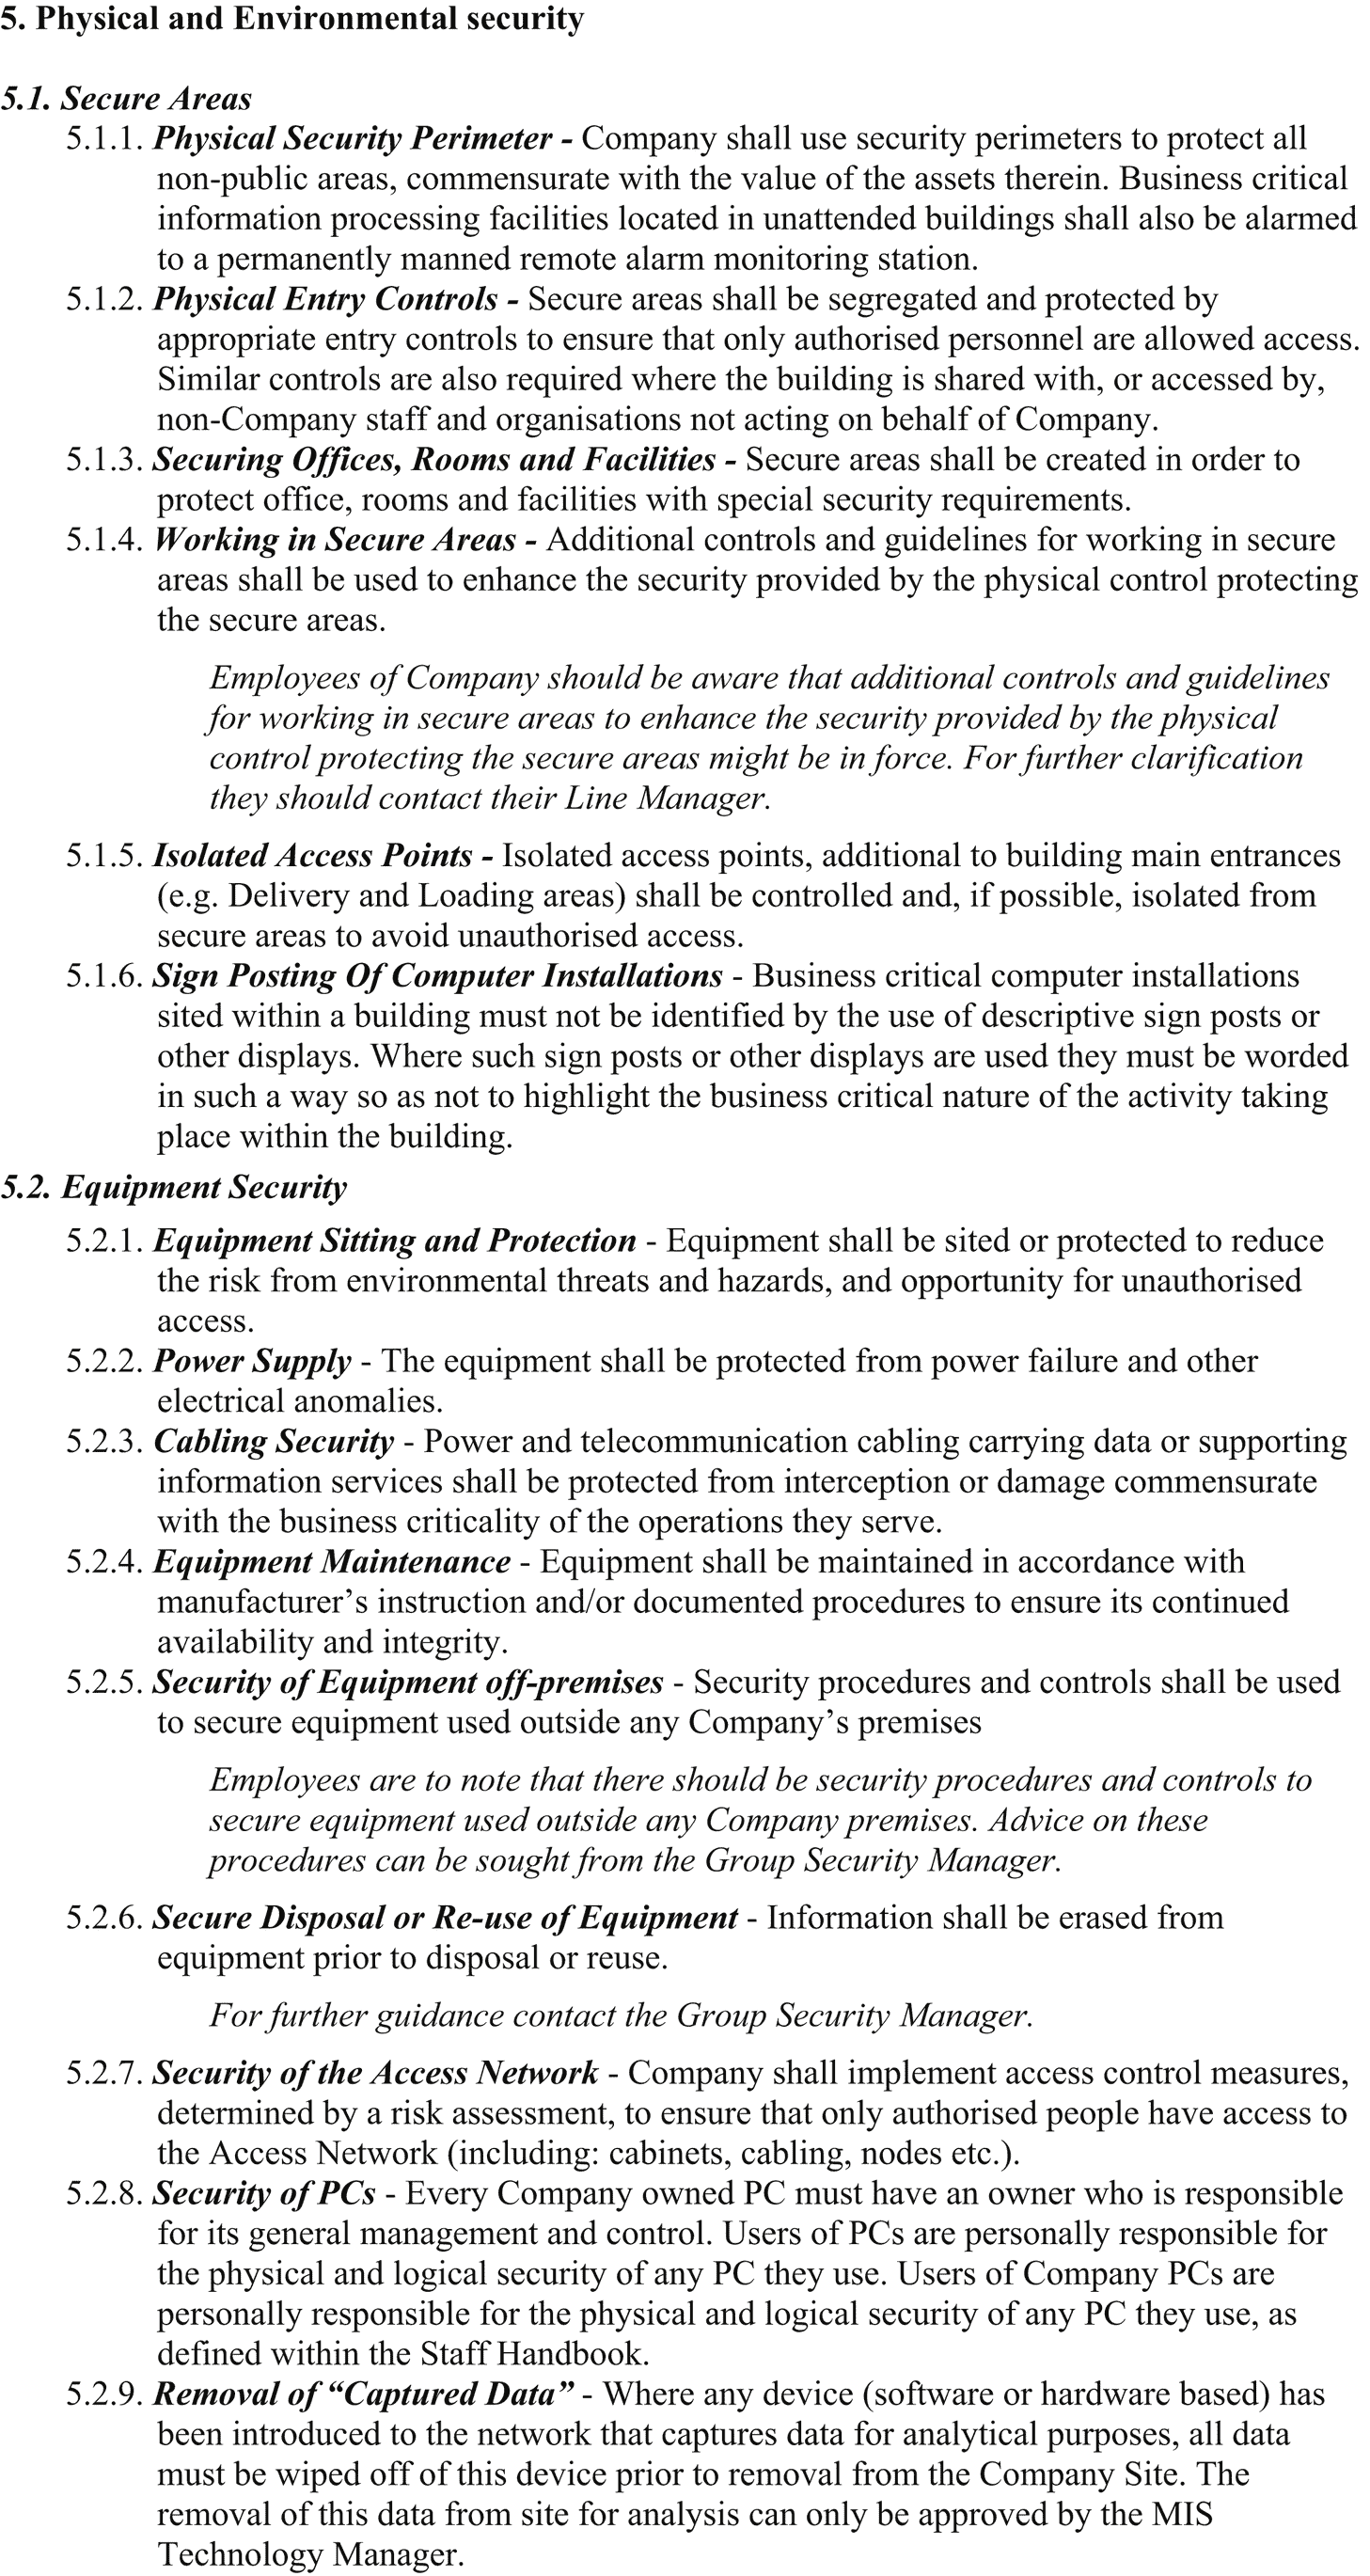 5. Physical and Environmental security
5.1. Secure Areas
5.1.1. Physical Security Perimeter - Company shall use security perimeters to protect all
non-public areas, commensurate with the value of the assets therein. Business critical
information processing facilities located in unattended buildings shall also be alarmed
to a permanently manned remote alarm monitoring station.
5.1.2. Physical Entry Controls - Secure areas shall be segregated and protected by
appropriate entry controls to ensure that only authorised personnel are allowed access.
Similar controls are also required where the building is shared with, or accessed by,
non-Company staff and organisations not acting on behalf of Company.
5.1.3. Securing Offices, Rooms and Facilities - Secure areas shall be created in order to
protect office, rooms and facilities with special security requirements.
5.1.4. Working in Secure Areas - Additional controls and guidelines for working in secure
areas shall be used to enhance the security provided by the physical control protecting
the secure areas.
Employees of Company should be aware that additional controls and guidelines
for working in secure areas to enhance the security provided by the physical
control protecting the secure areas might be in force. For further clarification
they should contact their Line Manager.
5.1.5. Isolated Access Points - Isolated access points, additional to building main entrances
(e.g. Delivery and Loading areas) shall be controlled and, if possible, isolated from
secure areas to avoid unauthorised access.
5.1.6. Sign Posting Of Computer Installations - Business critical computer installations
sited within a building must not be identified by the use of descriptive sign posts or
other displays. Where such sign posts or other displays are used they must be worded
in such a way so as not to highlight the business critical nature of the activity taking
place within the building.
5.2. Equipment Security
5.2.1. Equipment Sitting and Protection - Equipment shall be sited or protected to reduce
the risk from environmental threats and hazards, and opportunity for unauthorised
access.
5.2.2. Power Supply - The equipment shall be protected from power failure and other
electrical anomalies.
5.2.3. Cabling Security - Power and telecommunication cabling carrying data or supporting
information services shall be protected from interception or damage commensurate
with the business criticality of the operations they serve.
5.2.4. Equipment Maintenance - Equipment shall be maintained in accordance with
manufacturer’s instruction and/or documented procedures to ensure its continued
availability and integrity.
5.2.5. Security of Equipment off-premises - Security procedures and controls shall be used
to secure equipment used outside any Company’s premises
Employees are to note that there should be security procedures and controls to
secure equipment used outside any Company premises. Advice on these
procedures can be sought from the Group Security Manager.
5.2.6. Secure Disposal or Re-use of Equipment - Information shall be erased from
equipment prior to disposal or reuse.
For further guidance contact the Group Security Manager.
5.2.7. Security of the Access Network - Company shall implement access control measures,
determined by a risk assessment, to ensure that only authorised people have access to
the Access Network (including: cabinets, cabling, nodes etc.).
5.2.8. Security of PCs - Every Company owned PC must have an owner who is responsible
for its general management and control. Users of PCs are personally responsible for
the physical and logical security of any PC they use. Users of Company PCs are
personally responsible for the physical and logical security of any PC they use, as
defined within the Staff Handbook.
5.2.9. Removal of “Captured Data” - Where any device (software or hardware based) has
been introduced to the network that captures data for analytical purposes, all data
must be wiped off of this device prior to removal from the Company Site. The
removal of this data from site for analysis can only be approved by the MIS
Technology Manager.